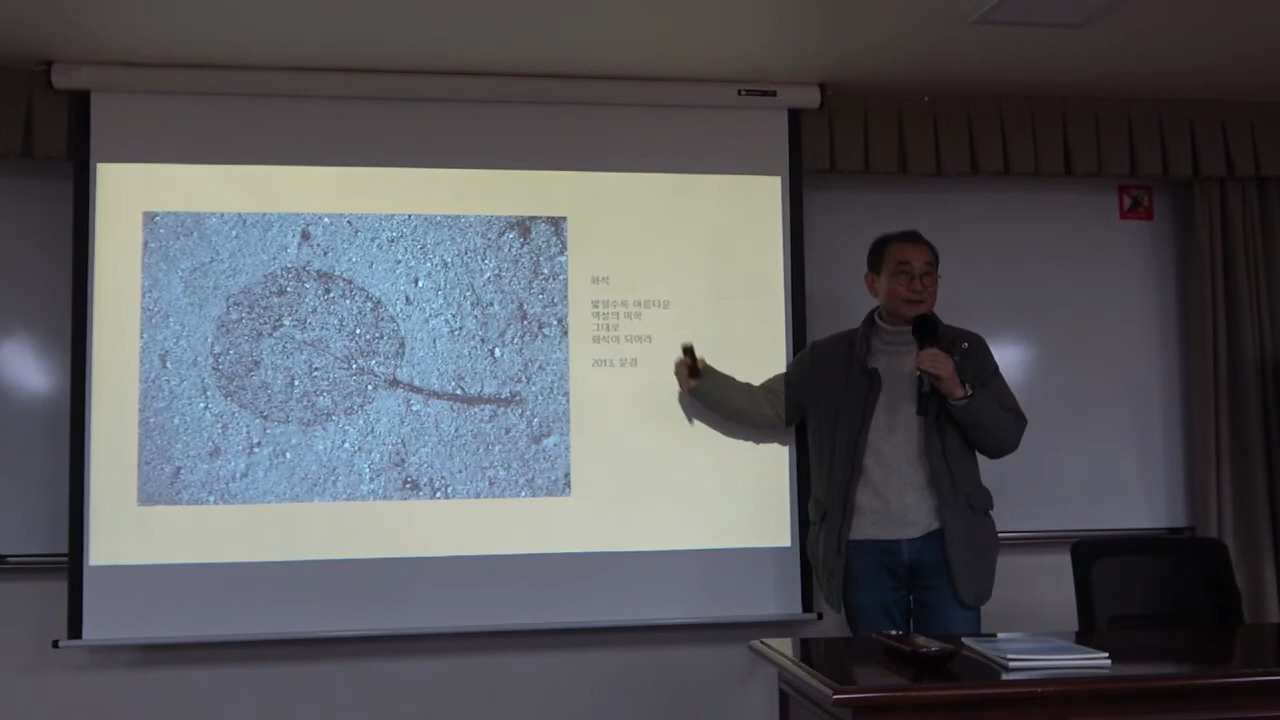 화석
밟힐수록 아름다운
역설의 미학
그대로
화석이 되어라
2013, 문경